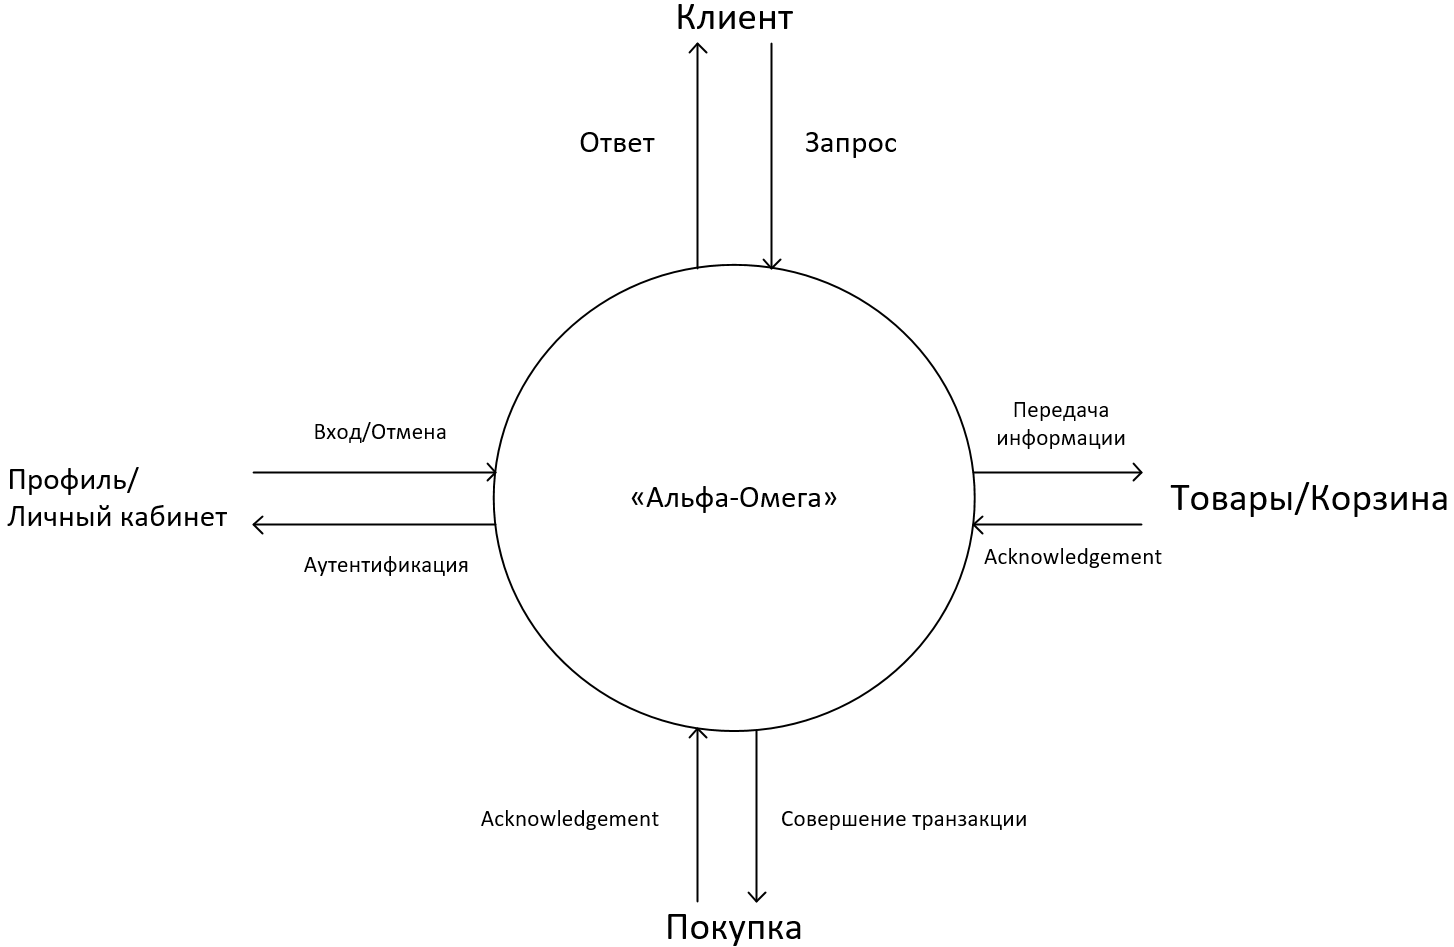 Клиент
Ответ
Запрос
Вход/Отмена
Передача
информации
Профиль/
Личный кабинет
«Альфа-Омега»
Товары/Корзина
Аутентификация
Acknowledgement
Acknowledgement
Совершение транзакции
Покупка